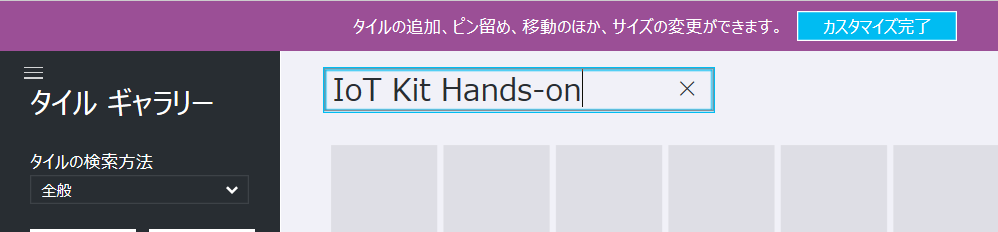 タイルの追加、ピン留め、移動のほか、サイズの変更ができます。 カスタマイズ完了
タイル ギャラリー
IoT Kit Hands-on
タイルの検索方法
全般